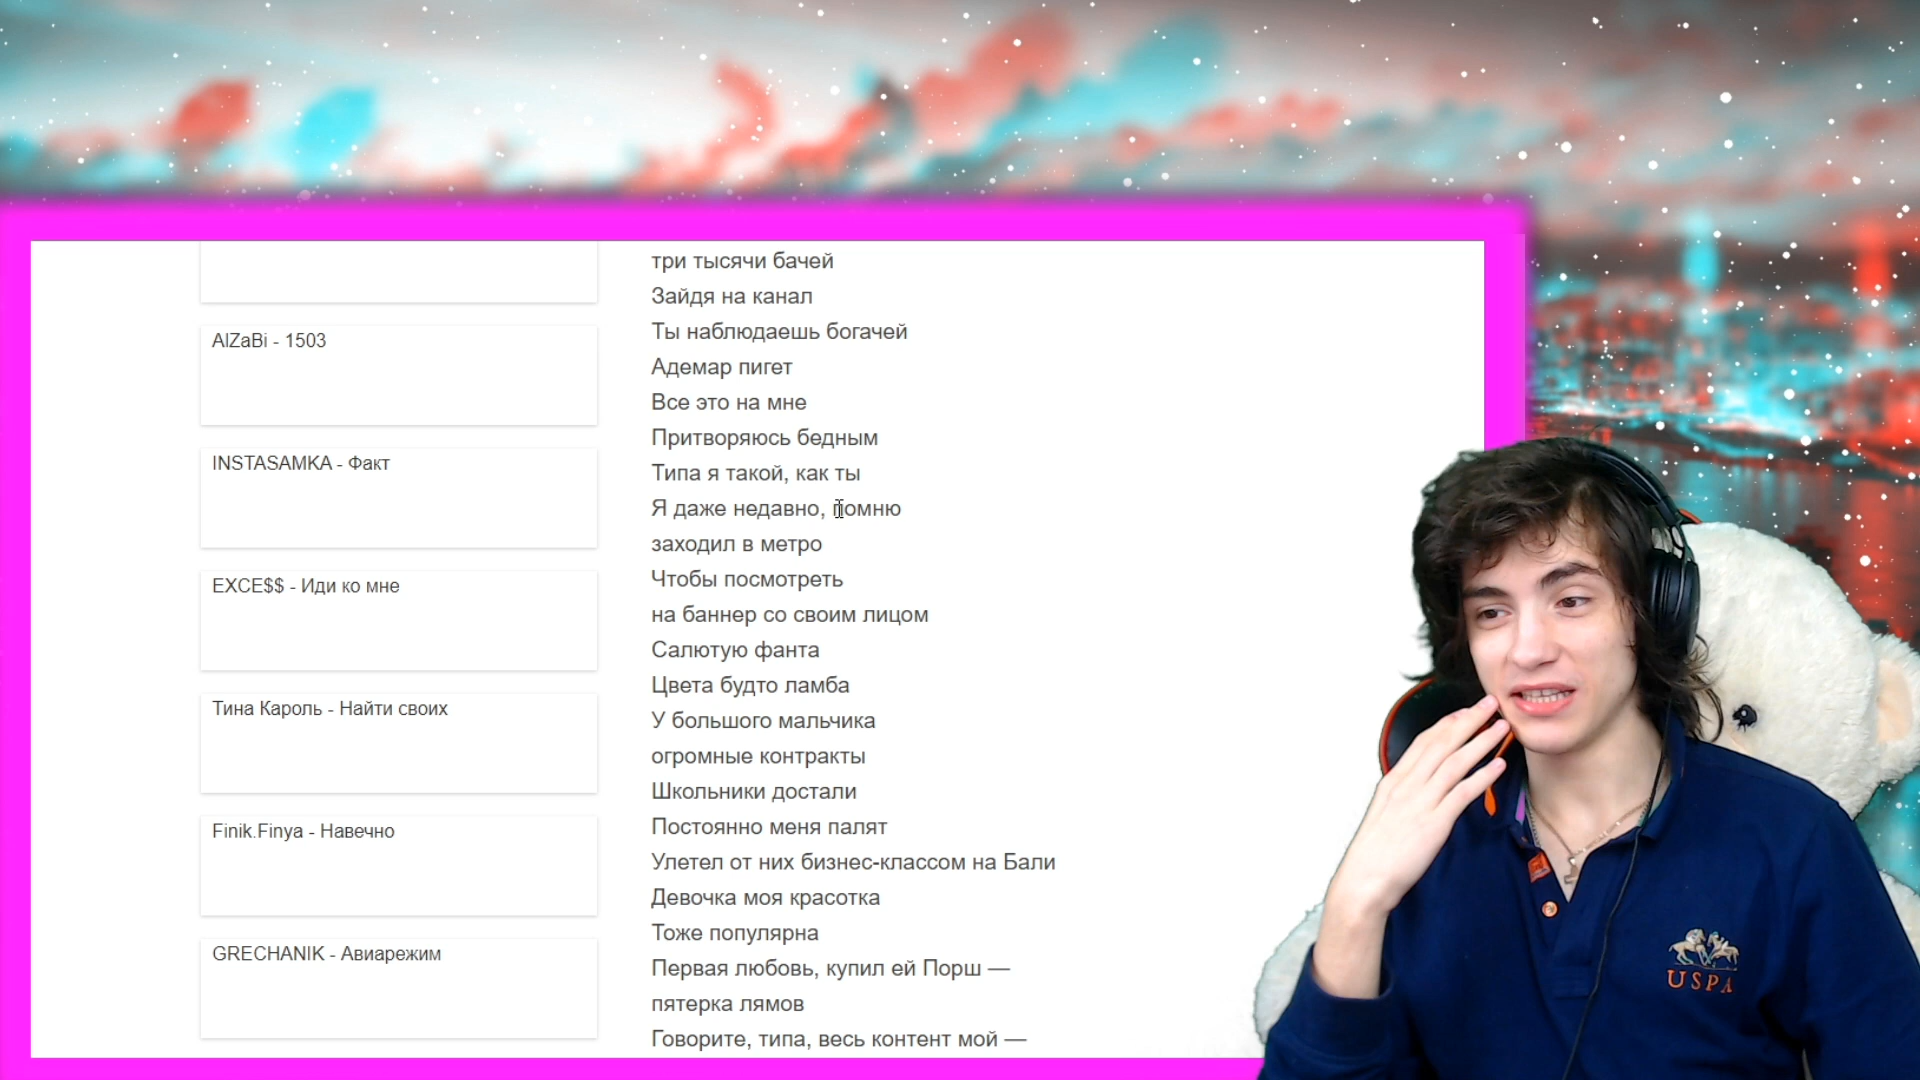 AlZaBi - 1503
INSTASAMKA - Факт
EXCE$$ - Иди ко мне
Тина Кароль - Найти своих
Finik.Finya - Навечно
GRECHANIK - Авиарежим
три тысячи бачей
Зайдя на канал
Ты наблюдаешь богачей
Адемар пигет
Все это на мне
Притворяюсь бедным
Типа я такой, как ты
Я даже недавно, помню
заходил в метро
Чтобы посмотреть
на баннер со своим лицом
Салютую фанта
Цвета будто ламба
У большого мальчика
огромные контракты
Школьники достали
Постоянно меня палят
Улетел от них бизнес-классом на Бали
Девочка моя красотка
Тоже популярна
Первая любовь, купил ей Порш —
пятерка лямов
Говорите, типа, весь контент мой —
USPA